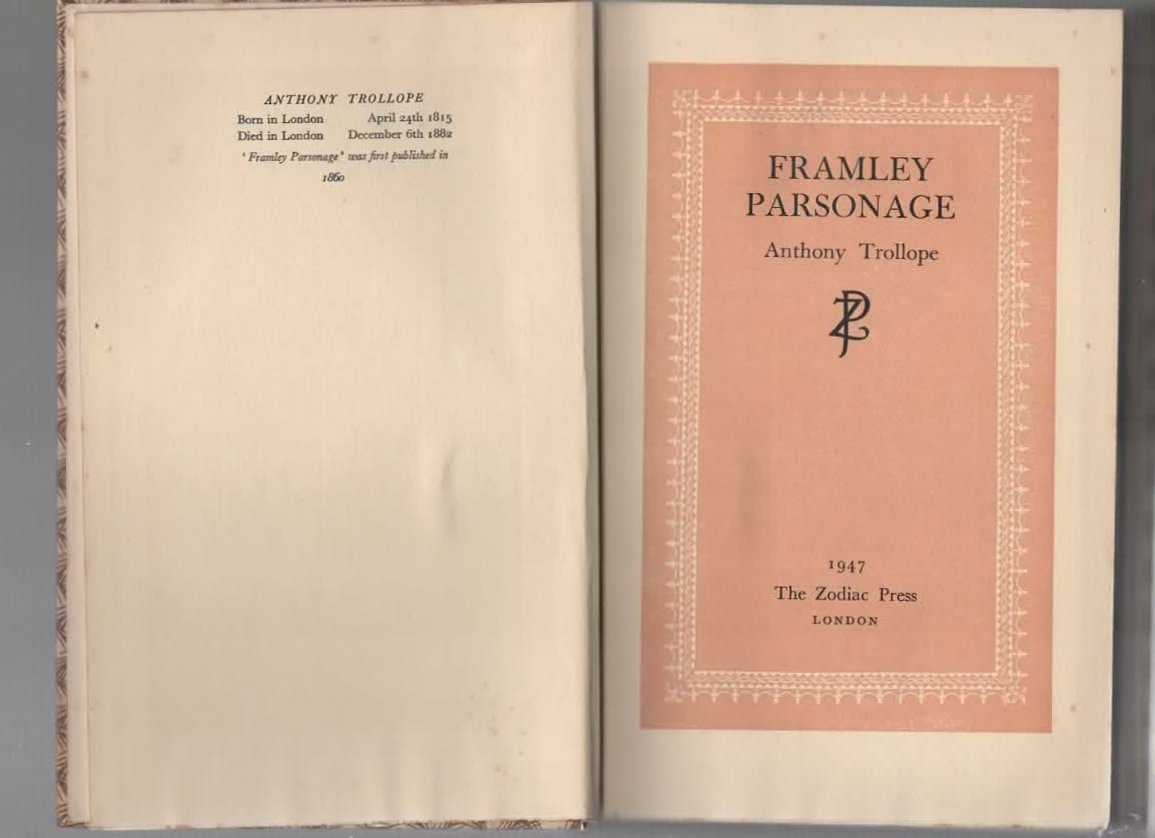 ANTHONY TROLLOPE
Born in London April 24th 1815
Died in London December 6th 1882
‘Framley Parsonage’ was first published in
1860
FRAMLEY
PARSONAGE
Anthony Trollope
ZP
1947
The Zodiac Press
LONDON